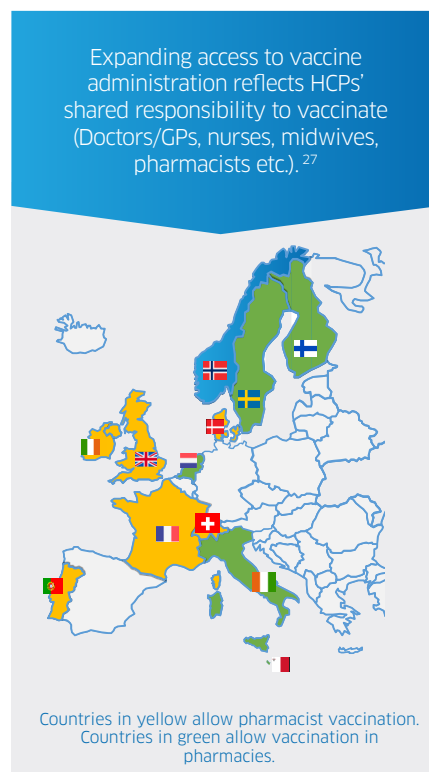 Expanding access to vaccine
administration reflects HCPs’
shared responsibility to vaccinate
(Doctors/GPs, nurses, midwives,
pharmacists etc.). 27
Countries in yellow allow pharmacist vaccination.
Countries in green allow vaccination in
pharmacies.